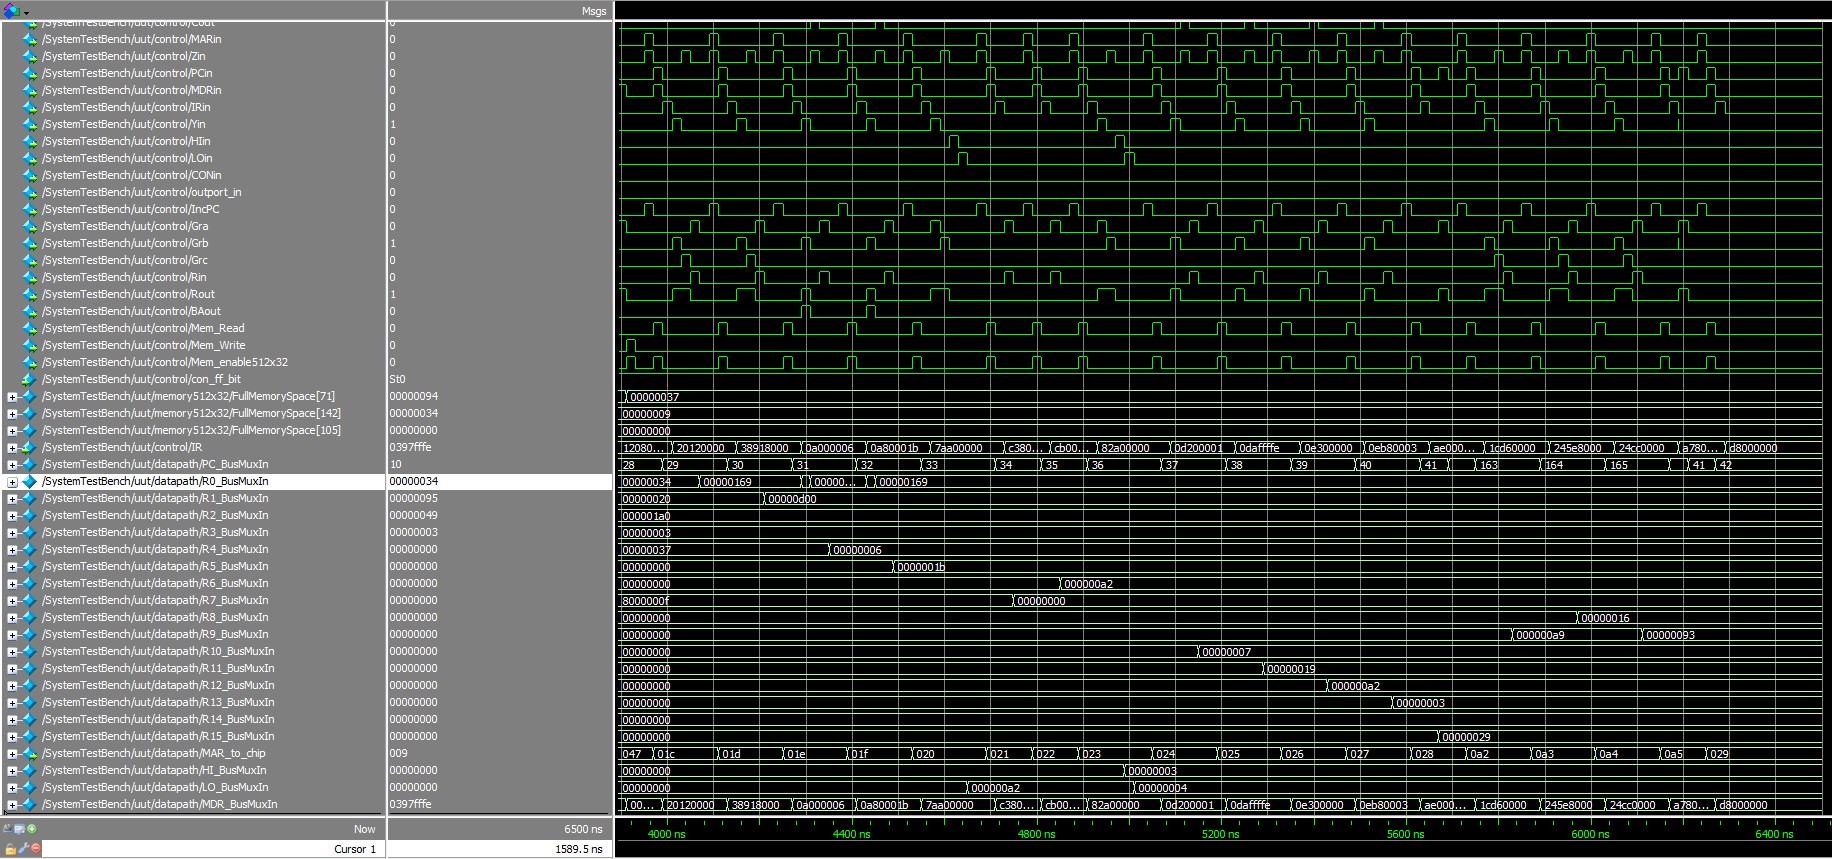 Msgs
/SystemTestBench/uut/control/Cout 0
/SystemTestBench/uut/control/MARin 0
/SystemTestBench/uut/control/Zin 0
/SystemTestBench/uut/control/PCin 0
/SystemTestBench/uut/control/MDRin 0
/SystemTestBench/uut/control/IRin 0
/SystemTestBench/uut/control/Yin 1
/SystemTestBench/uut/control/HIin 0
/SystemTestBench/uut/control/LOin 0
/SystemTestBench/uut/control/CONin 0
/SystemTestBench/uut/control/outport_in 0
/SystemTestBench/uut/control/IncPC 0
/SystemTestBench/uut/control/Gra 0
/SystemTestBench/uut/control/Grb 1
/SystemTestBench/uut/control/Grc 0
/SystemTestBench/uut/control/Rin 0
/SystemTestBench/uut/control/Rout 1
/SystemTestBench/uut/control/BAout 0
/SystemTestBench/uut/control/Mem_Read 0
/SystemTestBench/uut/control/Mem_Write 0
/SystemTestBench/uut/control/Mem_enable512x32 0
/SystemTestBench/uut/control/con_ff_bit St0
/SystemTestBench/uut/memory512x32/FullMemorySpace[71] 00000094 00000037
/SystemTestBench/uut/memory512x32/FullMemorySpace[142] 00000034 00000009
/SystemTestBench/uut/memory512x32/FullMemorySpace[105] 00000000 00000000
/SystemTestBench/uut/control/IR 0397fffe 12080... 20120000 38918000 0a000006 0a80001b 7aa00000 c380... cb00... 82a00000 0d200001 0daffffe 0e300000 0eb80003 ae000... 1cd60000 245e8000 24cc0000 a780... d8000000
/SystemTestBench/uut/datapath/PC_BusMuxIn 10 28 29 30 31 32 33 34 35 36 37 38 39 40 41 163 164 165 41 42
/SystemTestBench/uut/datapath/R0_BusMuxIn 00000034 00000034 00000169 00000... 00000169
/SystemTestBench/uut/datapath/R1_BusMuxIn 00000095 00000020 00000d00
/SystemTestBench/uut/datapath/R2_BusMuxIn 00000049 000001a0
/SystemTestBench/uut/datapath/R3_BusMuxIn 00000003 00000003
/SystemTestBench/uut/datapath/R4_BusMuxIn 00000000 00000037 00000006
/SystemTestBench/uut/datapath/R5_BusMuxIn 00000000 00000000 0000001b
/SystemTestBench/uut/datapath/R6_BusMuxIn 00000000 00000000 000000a2
/SystemTestBench/uut/datapath/R7_BusMuxIn 00000000 8000000f 00000000
/SystemTestBench/uut/datapath/R8_BusMuxIn 00000000 00000000 00000016
/SystemTestBench/uut/datapath/R9_BusMuxIn 00000000 00000000 000000a9 00000093
/SystemTestBench/uut/datapath/R10_BusMuxIn 00000000 00000000 00000007
/SystemTestBench/uut/datapath/R11_BusMuxIn 00000000 00000000 00000019
/SystemTestBench/uut/datapath/R12_BusMuxIn 00000000 00000000 000000a2
/SystemTestBench/uut/datapath/R13_BusMuxIn 00000000 00000000 00000003
/SystemTestBench/uut/datapath/R14_BusMuxIn 00000000 00000000
/SystemTestBench/uut/datapath/R15_BusMuxIn 00000000 00000000 00000029
/SystemTestBench/uut/datapath/MAR_to_chip 009 047 01c 01d 01e 01f 020 021 022 023 024 025 026 027 028 0a2 0a3 0a4 0a5 029
/SystemTestBench/uut/datapath/HI_BusMuxIn 00000000 00000000 00000003
/SystemTestBench/uut/datapath/LO_BusMuxIn 00000000 00000000 000000a2 00000004
/SystemTestBench/uut/datapath/MDR_BusMuxIn 0397fffe 00... 20120000 38918000 0a000006 0a80001b 7aa00000 c380... cb00... 82a00000 0d200001 0daffffe 0e300000 0eb80003 ae000... 1cd60000 245e8000 24cc0000 a780... d8000000
Now 6500 ns 4000 ns 4400 ns 4800 ns 5200 ns 5600 ns 6000 ns 6400 ns
Cursor 1 1589.5 ns